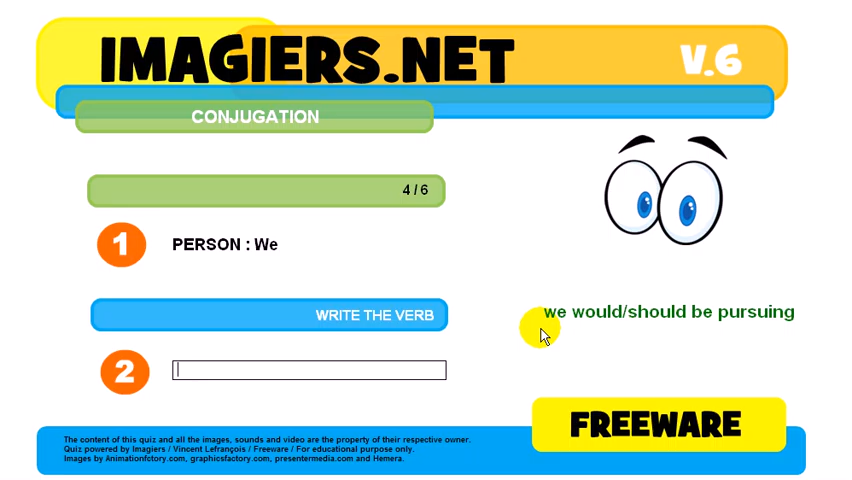 IMAGIERS.NET
V.6
CONJUGATION
4 / 6
1
PERSON : We
WRITE THE VERB
we would/should be pursuing
2
FREEWARE
The content of this quiz and all the images, sounds and video are the property of their respective owner.
Quiz powered by Imagiers / Vincent Lefrançois / Freeware / For educational purpose only.
Images by Animationfctory.com, graphicsfactory.com, presentermedia.com and Hemera.